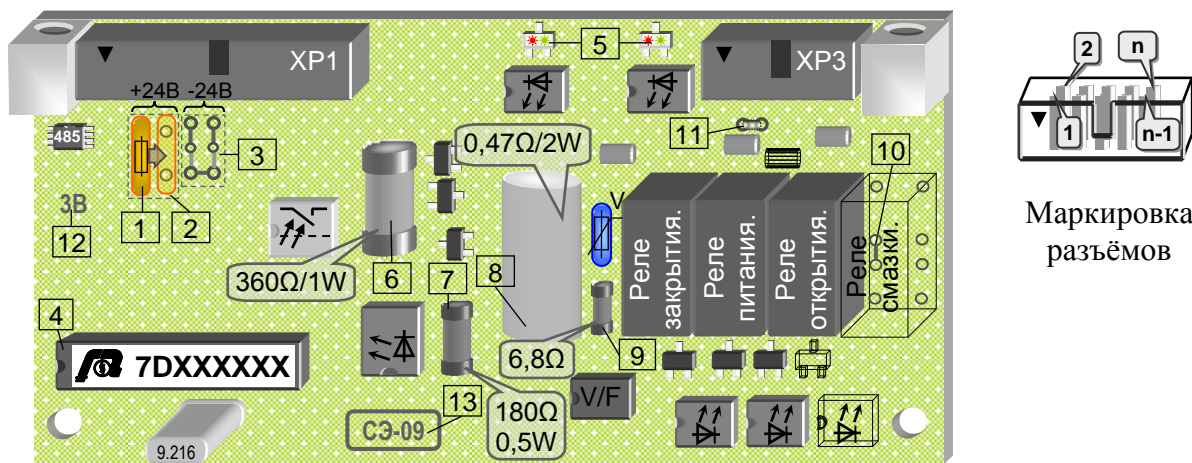 XP1
5
XP3
2
n
1
n-1
+24В
-24В
485
3
11
0,47Ω/2W
10
1
2
3В
12
V
360Ω/1W
6
7
8
Реле
закрытия.
Реле
питания.
Реле
открытия.
Реле
смазки.
Маркировка
разъёмов
4
7DXXXXXX
6,8Ω
9
13
СЭ-09
180Ω
0,5W
V/F
9.216